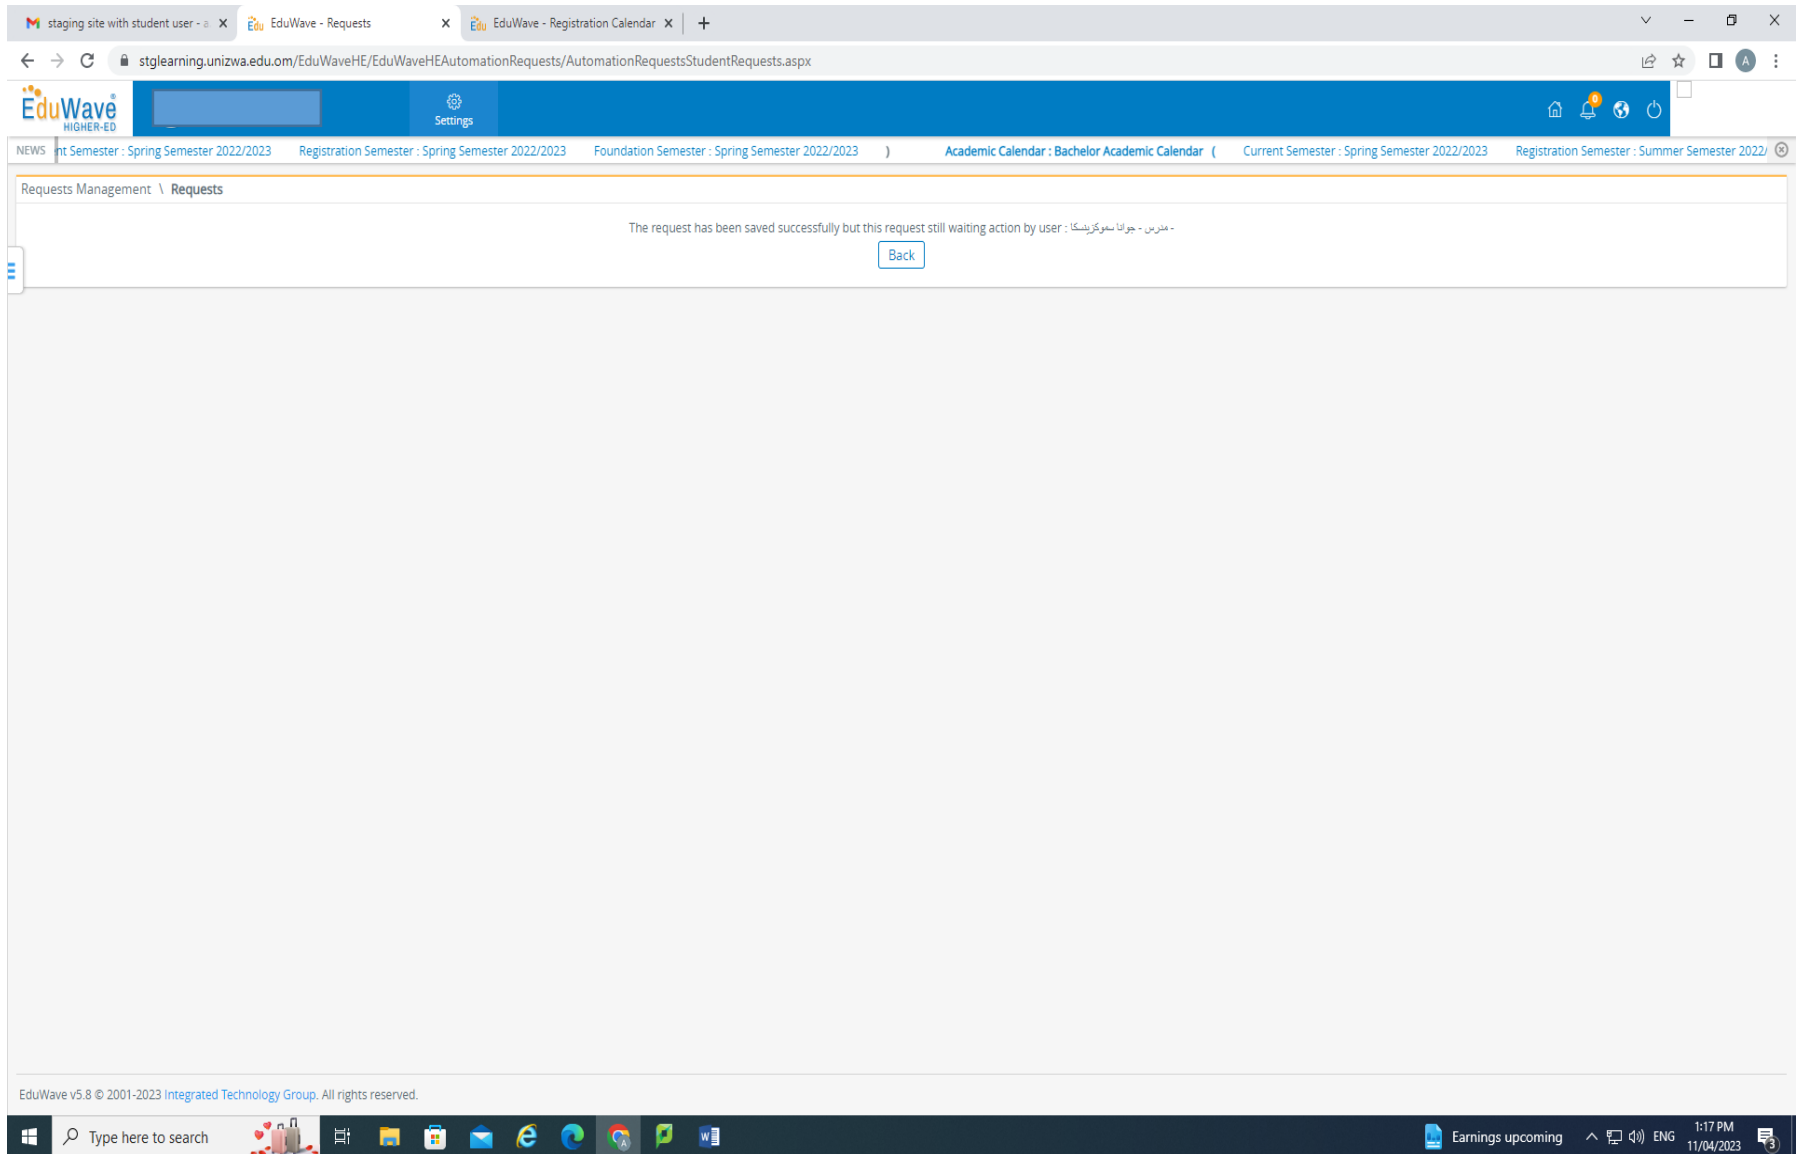 staging site with student user - a
EduWave - Requests
EduWave - Registration Calendar
stglearning.unizwa.edu.om/EduWaveHE/EduWaveHEAutomationRequests/AutomationRequestsStudentRequests.aspx
A
EduWave®
HIGHER-ED
Settings
0
NEWS nt Semester : Spring Semester 2022/2023 Registration Semester : Spring Semester 2022/2023 Foundation Semester : Spring Semester 2022/2023 ) Academic Calendar : Bachelor Academic Calendar ( Current Semester : Spring Semester 2022/2023 Registration Semester : Summer Semester 2022/
Requests Management \ Requests
The request has been saved successfully but this request still waiting action by user : مدرس - جوانا سموكزينسكا -
Back
EduWave v5.8 © 2001-2023 Integrated Technology Group. All rights reserved.
Type here to search
Earnings upcoming
ENG
1:17 PM
11/04/2023
3